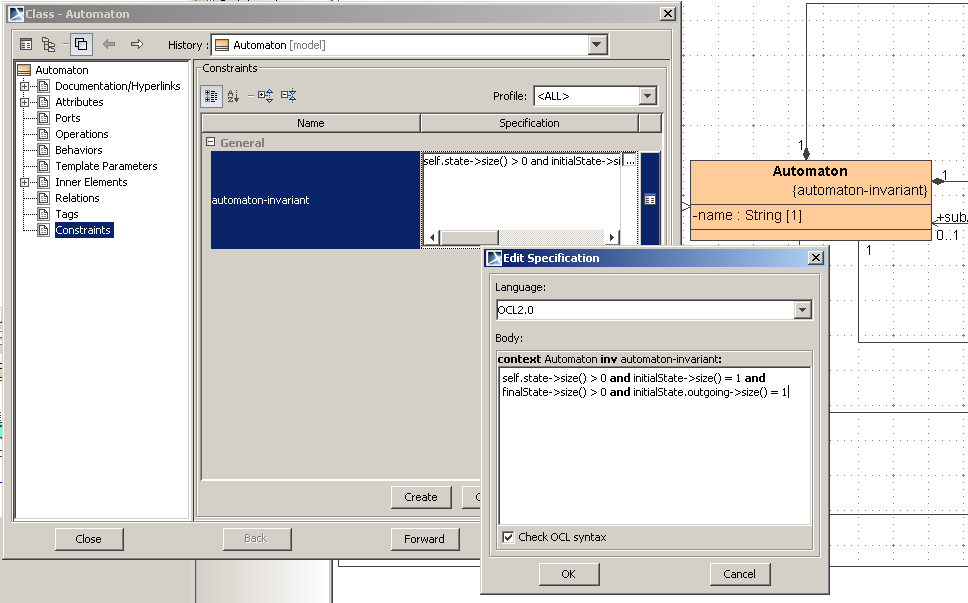 Class - Automaton
History : Automaton [model]
Automaton
Documentation/Hyperlinks
Attributes
Ports
Operations
Behaviors
Template Parameters
Inner Elements
Relations
Tags
Constraints
Constraints
Profile: <ALL>
Name Specification
General
automaton-invariant self.state->size() > 0 and initialState->si ...
Create
Close Back Forward
1
Automaton
{automaton-invariant}
-name : String [1]
1
+sub
0..1
1
Edit Specification
Language:
OCL2.0
Body:
context Automaton inv automaton-invariant:
self.state->size() > 0 and initialState->size() = 1 and
finalState->size() > 0 and initialState.outgoing->size() = 1
Check OCL syntax
OK Cancel